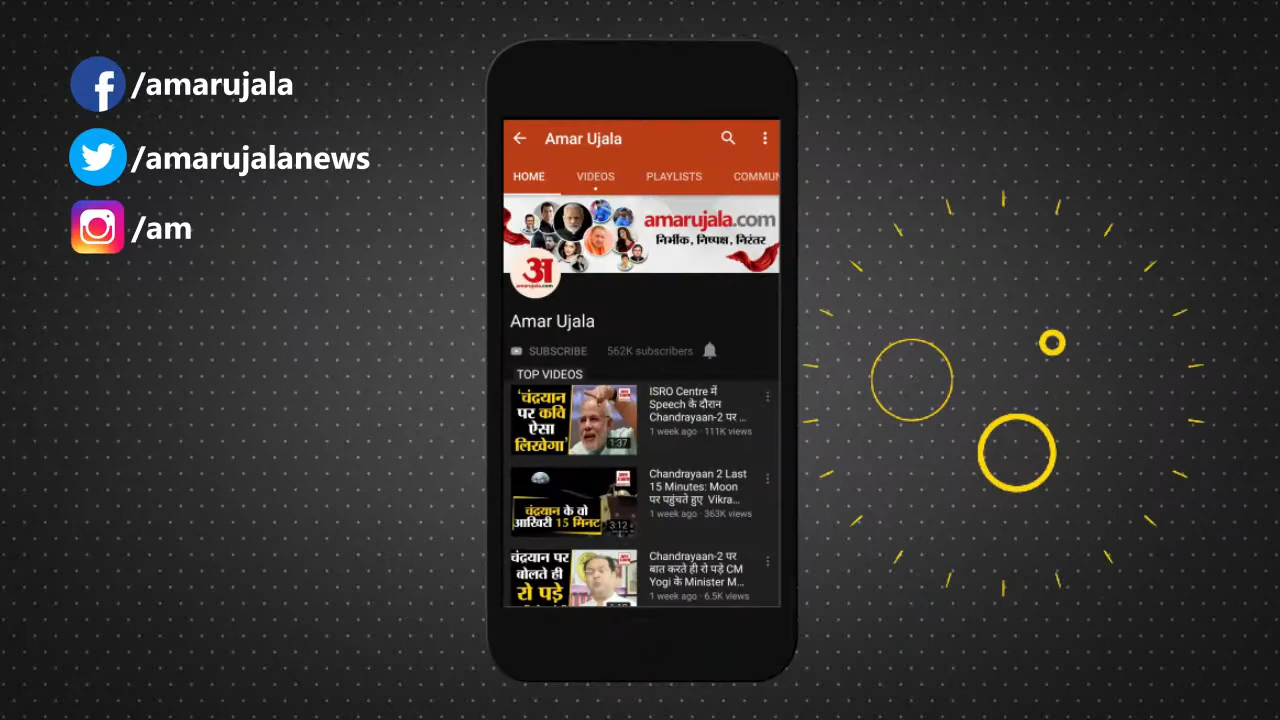 /amarujala
/amarujalanews
/am
Amar Ujala
HOME VIDEOS PLAYLISTS COMMUN
amarujala.com
निर्भीक, निष्पक्ष, निरंतर
अ
amarujala.com
Amar Ujala
SUBSCRIBE 562K subscribers
TOP VIDEOS
'चंद्रयान
पर कवि
ऐसा
लिखेगा'
1:37
ISRO Centre में
Speech के दौरान
Chandrayaan-2 पर ...
1 week ago · 111K views
चंद्रयान के वो
आखिरी 15 मिनट
3:12
Chandrayaan 2 Last
15 Minutes: Moon
पर पहुंचते हुए Vikra...
1 week ago · 363K views
चंद्रयान पर
बोलते ही
रो पड़े
Chandrayaan-2 पर
बात करते ही रो पड़े CM
Yogi के Minister M...
1 week ago · 6.5K views